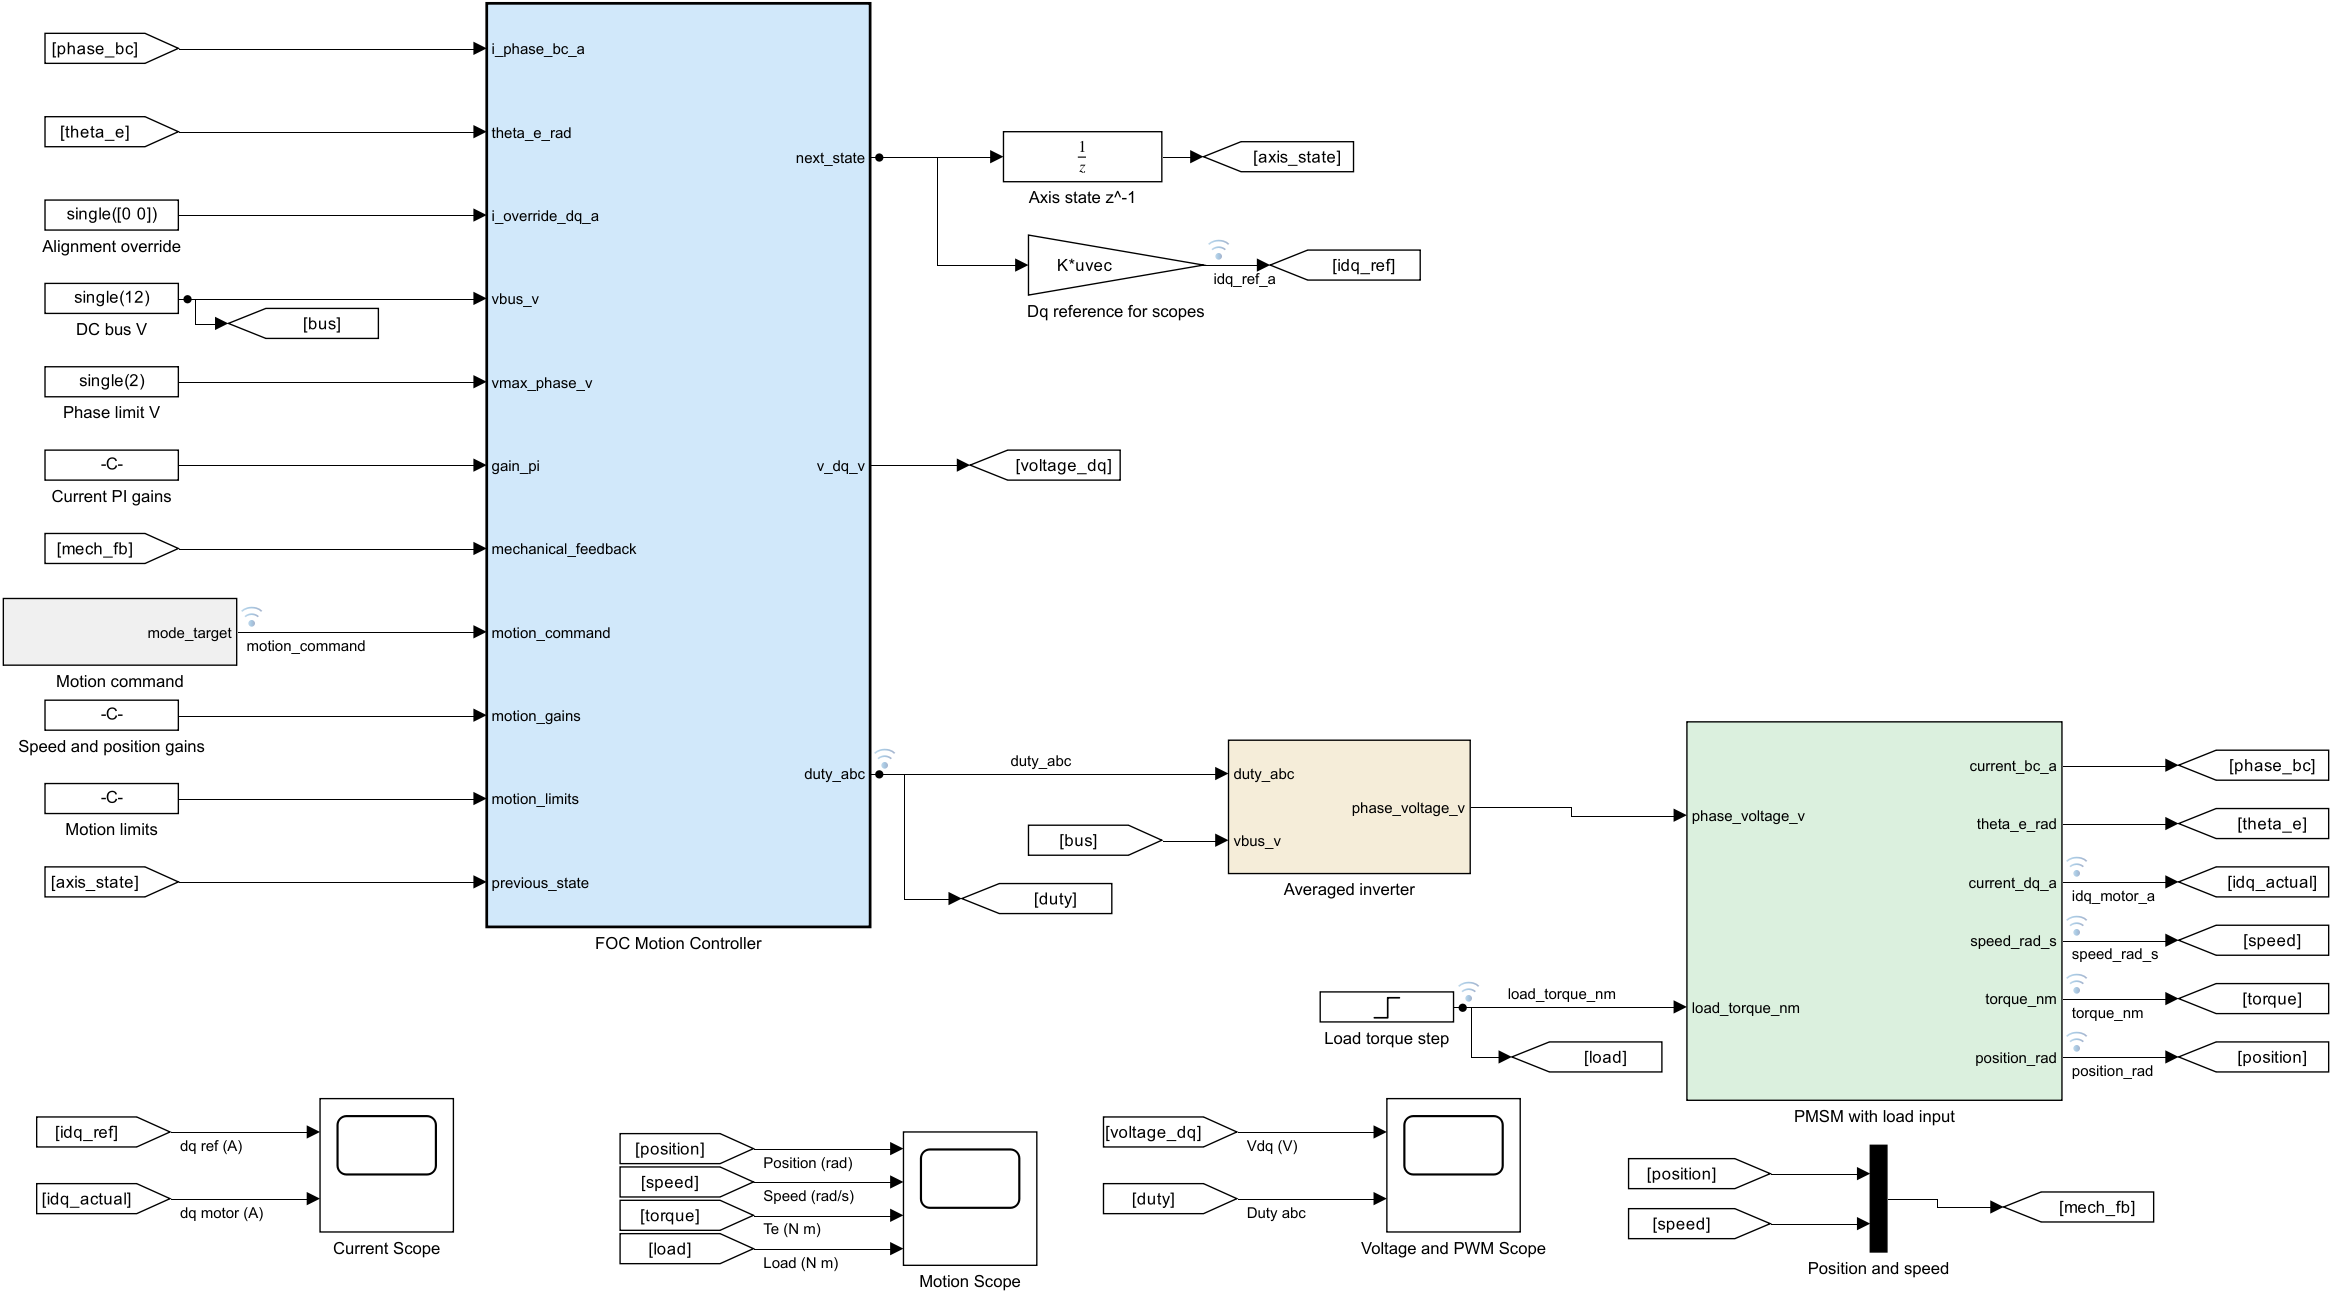 [phase_bc]
i_phase_bc_a
[theta_e]
theta_e_rad
single([0 0])
i_override_dq_a
Alignment override
single(12)
vbus_v
DC bus V
[bus]
single(2)
vmax_phase_v
Phase limit V
-C-
gain_pi
Current PI gains
[mech_fb]
mechanical_feedback
mode_target
motion_command
motion_command
Motion command
-C-
motion_gains
Speed and position gains
-C-
motion_limits
Motion limits
[axis_state]
previous_state
next_state
v_dq_v
duty_abc
FOC Motion Controller
1
z
[axis_state]
Axis state z^-1
K*uvec
idq_ref_a
[idq_ref]
Dq reference for scopes
[voltage_dq]
duty_abc
duty_abc
[bus]
vbus_v
phase_voltage_v
Averaged inverter
[duty]
load_torque_nm
Load torque step
[load]
phase_voltage_v
load_torque_nm
current_bc_a
[phase_bc]
theta_e_rad
[theta_e]
current_dq_a
[idq_actual]
idq_motor_a
speed_rad_s
[speed]
speed_rad_s
torque_nm
[torque]
torque_nm
position_rad
[position]
position_rad
PMSM with load input
[idq_ref]
dq ref (A)
[idq_actual]
dq motor (A)
Current Scope
[position]
Position (rad)
[speed]
Speed (rad/s)
[torque]
Te (N m)
[load]
Load (N m)
Motion Scope
[voltage_dq]
Vdq (V)
[duty]
Duty abc
Voltage and PWM Scope
[position]
[speed]
[mech_fb]
Position and speed